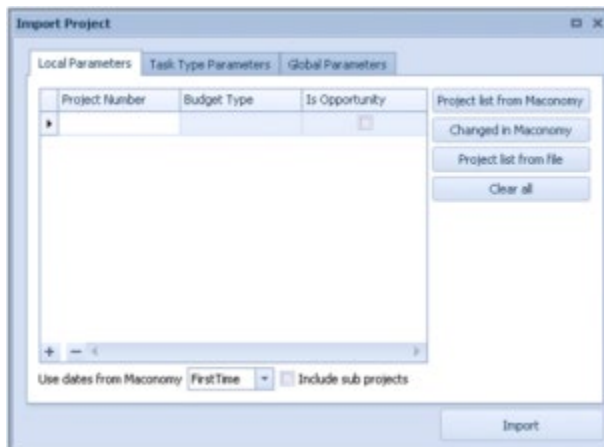 Import Project
Local Parameters Task Type Parameters Global Parameters
Project Number Budget Type Is Opportunity
Project list from Maconomy
Changed in Maconomy
Project list from file
Clear all
Use dates from Maconomy FirstTime Include sub projects
Import